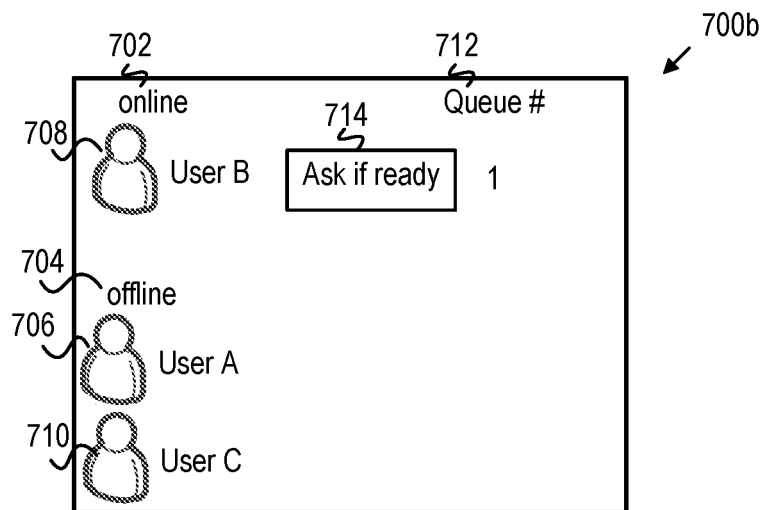 702
712
700b
online
Queue #
714
708
User B
Ask if ready
1
704
offline
706
User A
710
User C